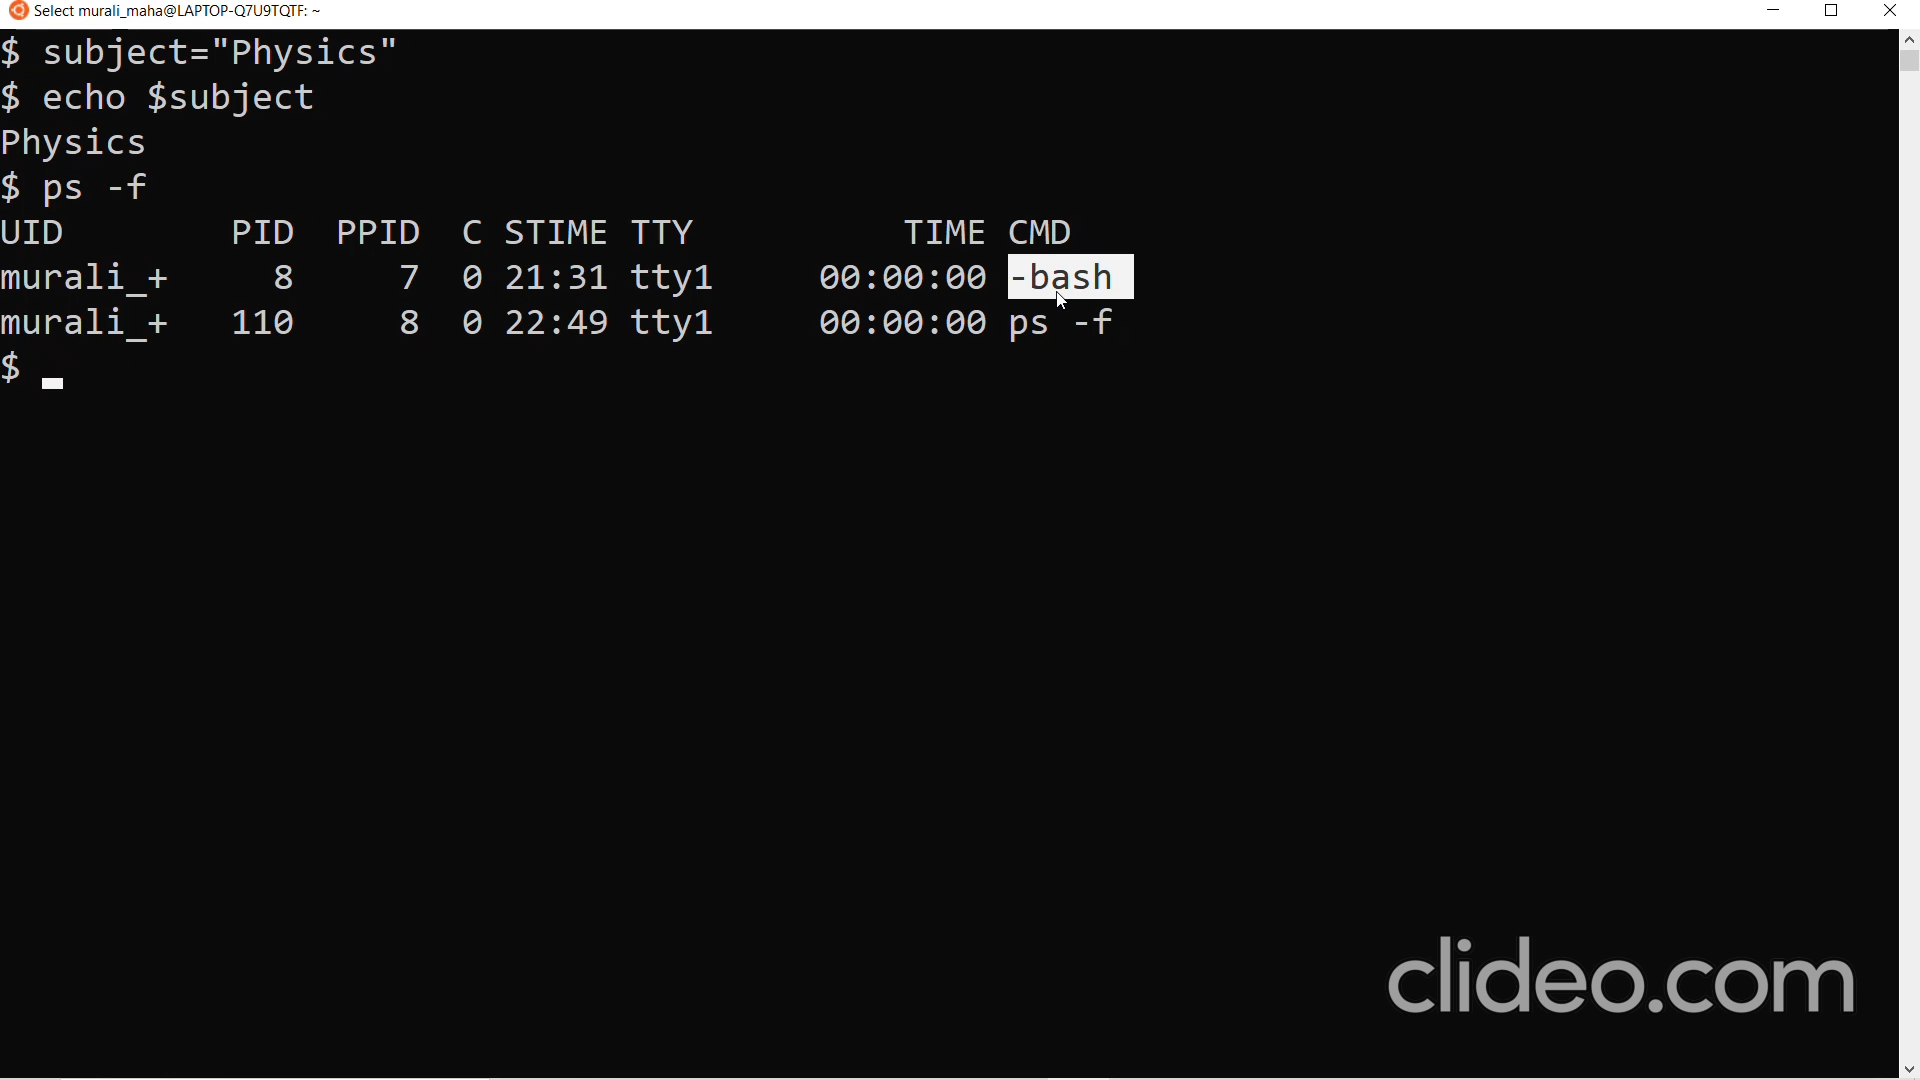 Select murali_maha@LAPTOP-Q7U9TQTF: ~
$ subject="Physics"
$ echo $subject
Physics
$ ps -f
UID        PID  PPID  C STIME TTY          TIME CMD
murali_+     8     7  0 21:31 tty1     00:00:00 -bash
murali_+   110     8  0 22:49 tty1     00:00:00 ps -f
$
clideo.com